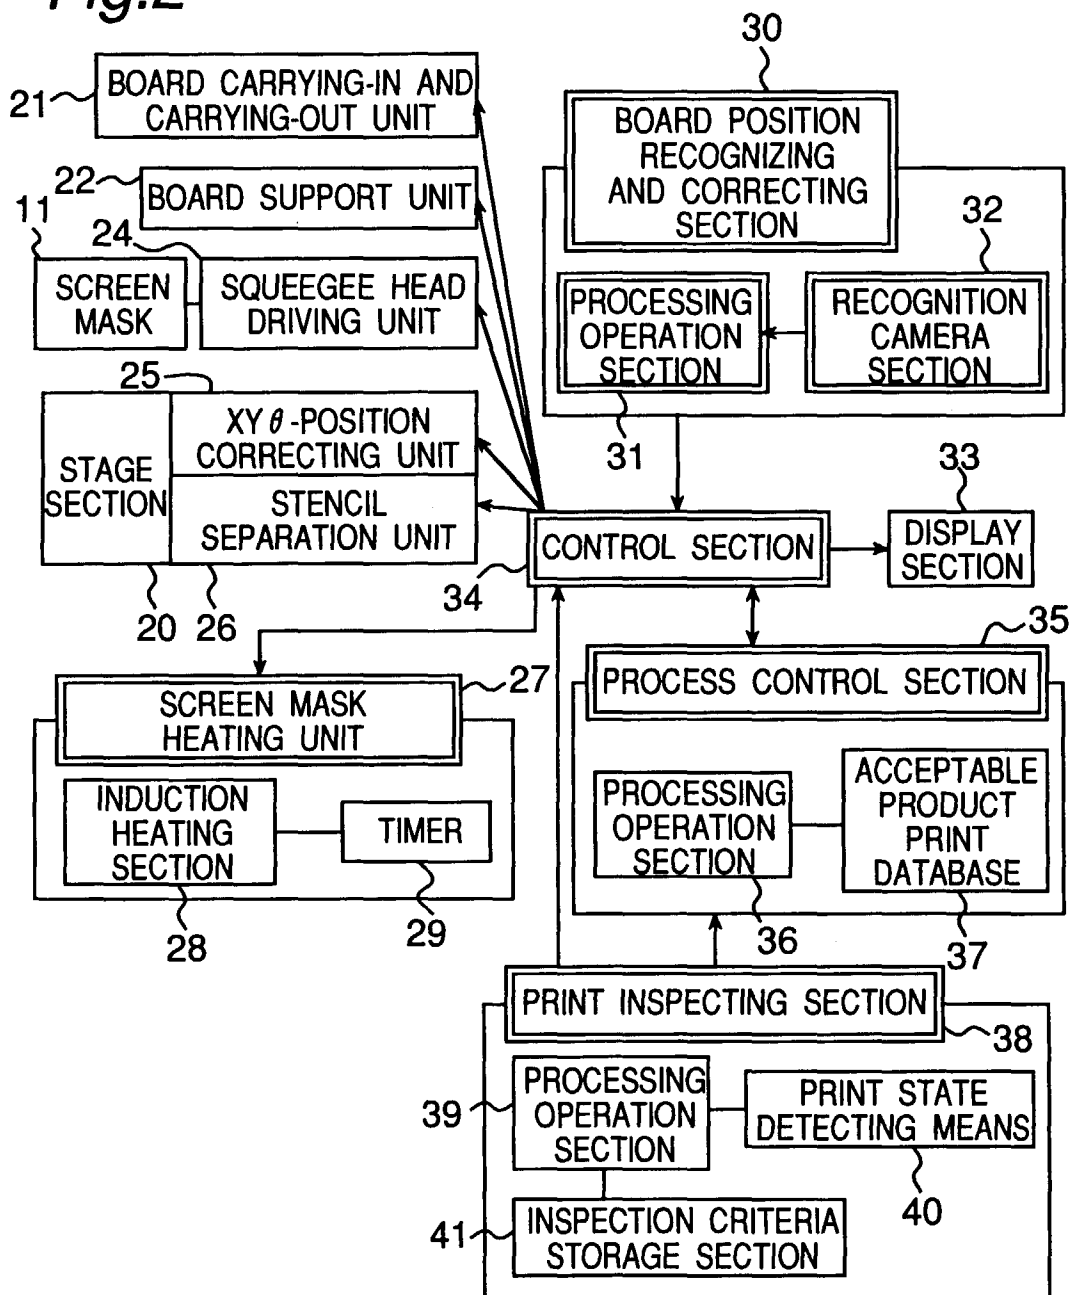 Fig.2
21
BOARD CARRYING-IN AND
CARRYING-OUT UNIT
22
BOARD SUPPORT UNIT
11
SCREEN
MASK
24
SQUEEGEE HEAD
DRIVING UNIT
25
STAGE
SECTION
XYθ-POSITION
CORRECTING UNIT
STENCIL
SEPARATION UNIT
20
26
30
BOARD POSITION
RECOGNIZING
AND CORRECTING
SECTION
32
PROCESSING
OPERATION
SECTION
RECOGNITION
CAMERA
SECTION
31
33
CONTROL SECTION
34
DISPLAY
SECTION
35
PROCESS CONTROL SECTION
27
SCREEN MASK
HEATING UNIT
INDUCTION
HEATING
SECTION
TIMER
28
29
PROCESSING
OPERATION
SECTION
ACCEPTABLE
PRODUCT
PRINT
DATABASE
36
37
PRINT INSPECTING SECTION
38
39
PROCESSING
OPERATION
SECTION
PRINT STATE
DETECTING MEANS
40
41
INSPECTION CRITERIA
STORAGE SECTION